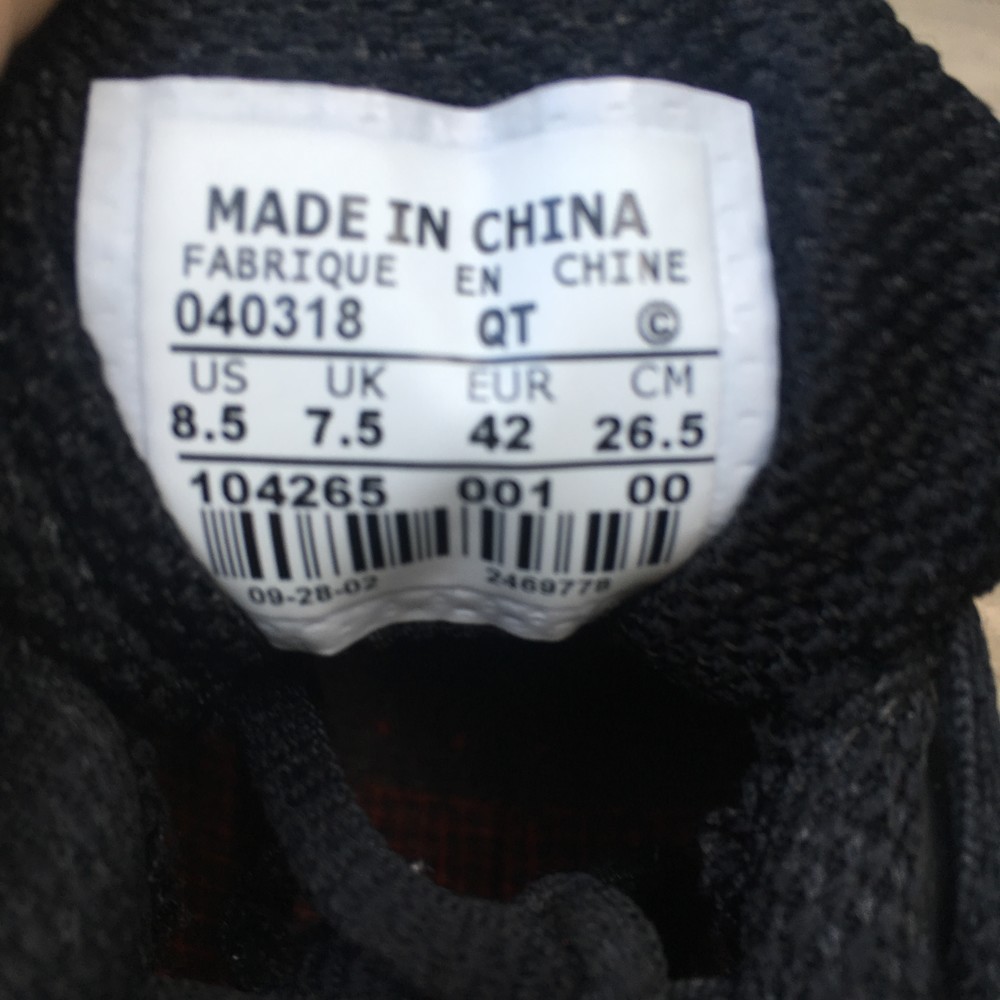 MADE IN CHINA
FABRIQUE EN CHINE
040318 QT ©
US UK EUR CM
8.5 7.5 42 26.5
104265 001 00
09-28-02 2469778